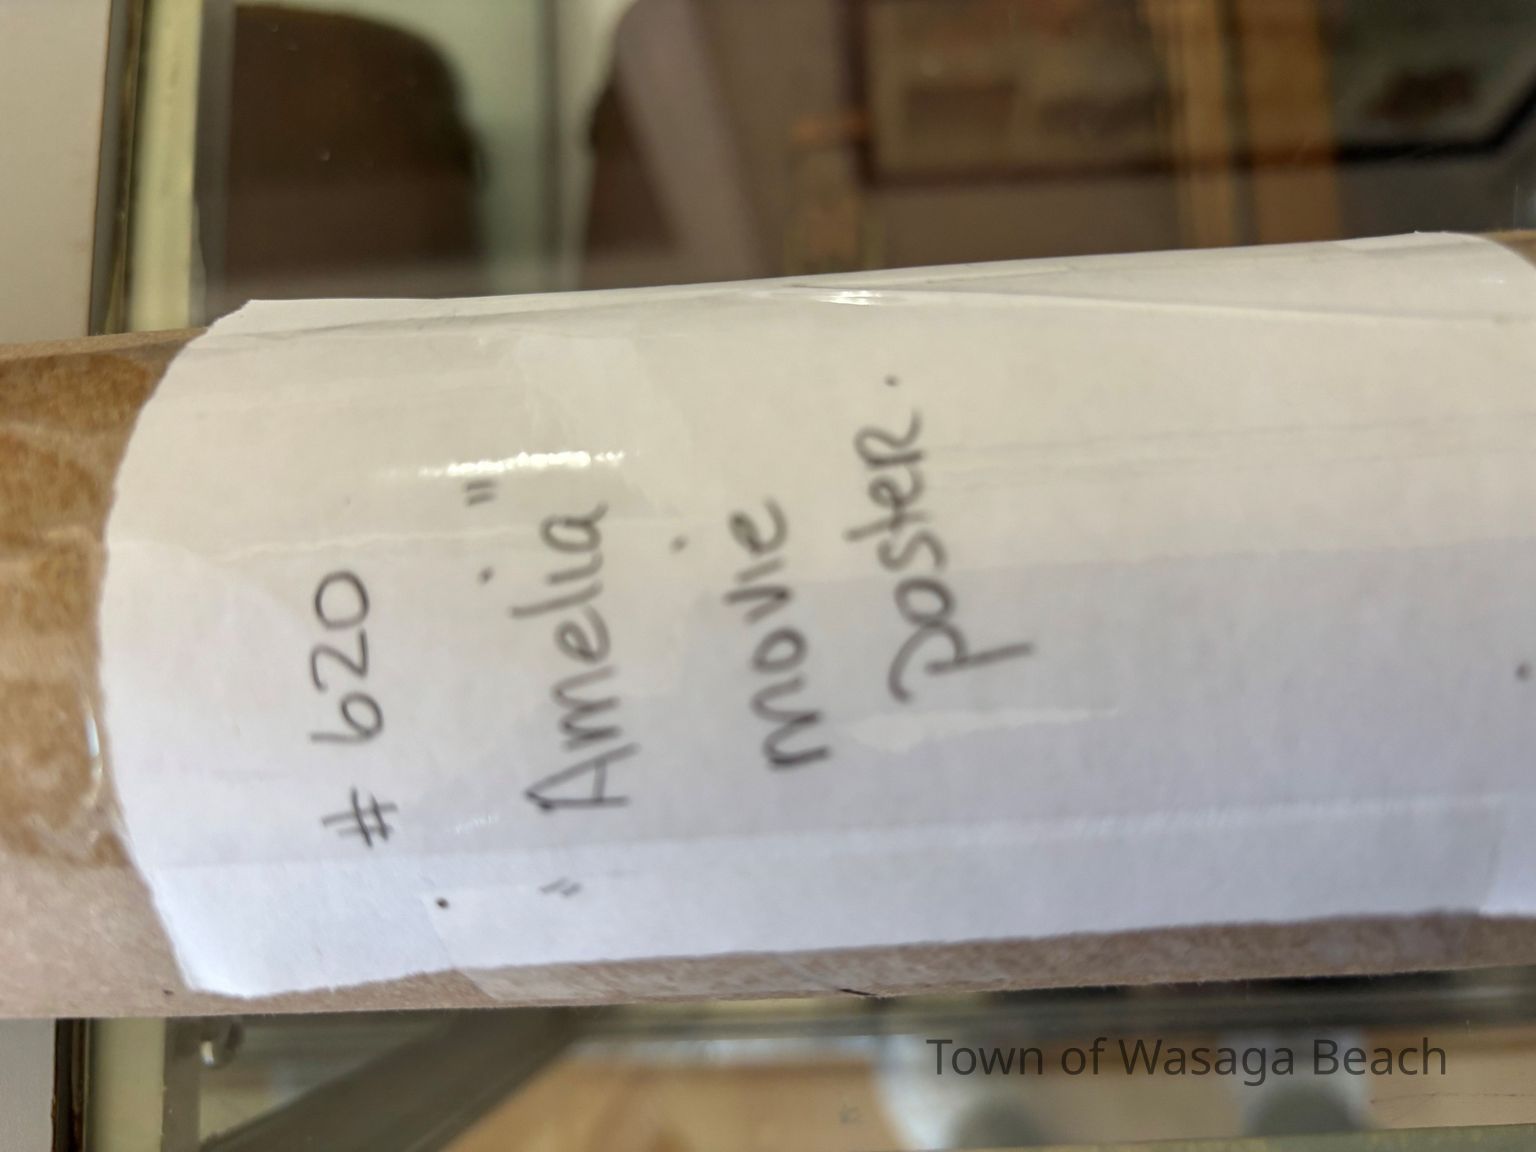 # 620
"Amelia"
movie
poster.
Town of Wasaga Beach